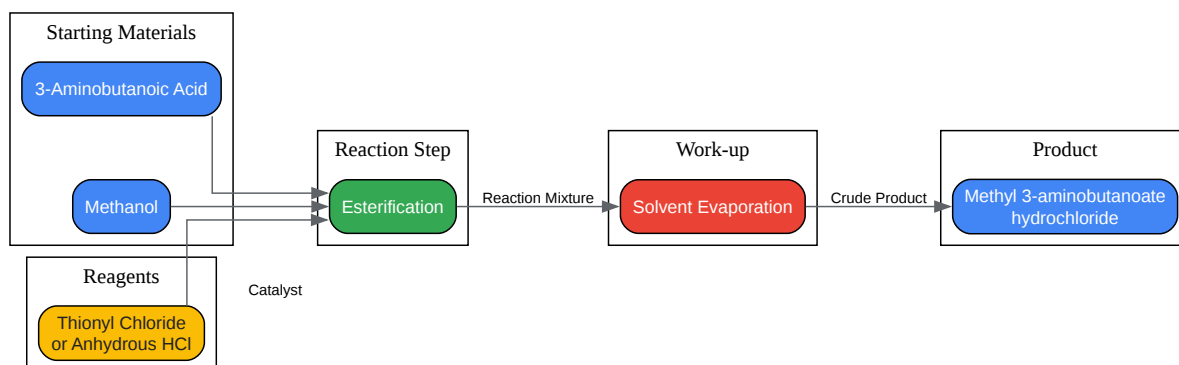 Starting Materials
3-Aminobutanoic Acid
Methanol
Reagents
Thionyl Chloride
or Anhydrous HCl
Catalyst
Reaction Step
Esterification
Reaction Mixture
Work-up
Solvent Evaporation
Crude Product
Product
Methyl 3-aminobutanoate
hydrochloride